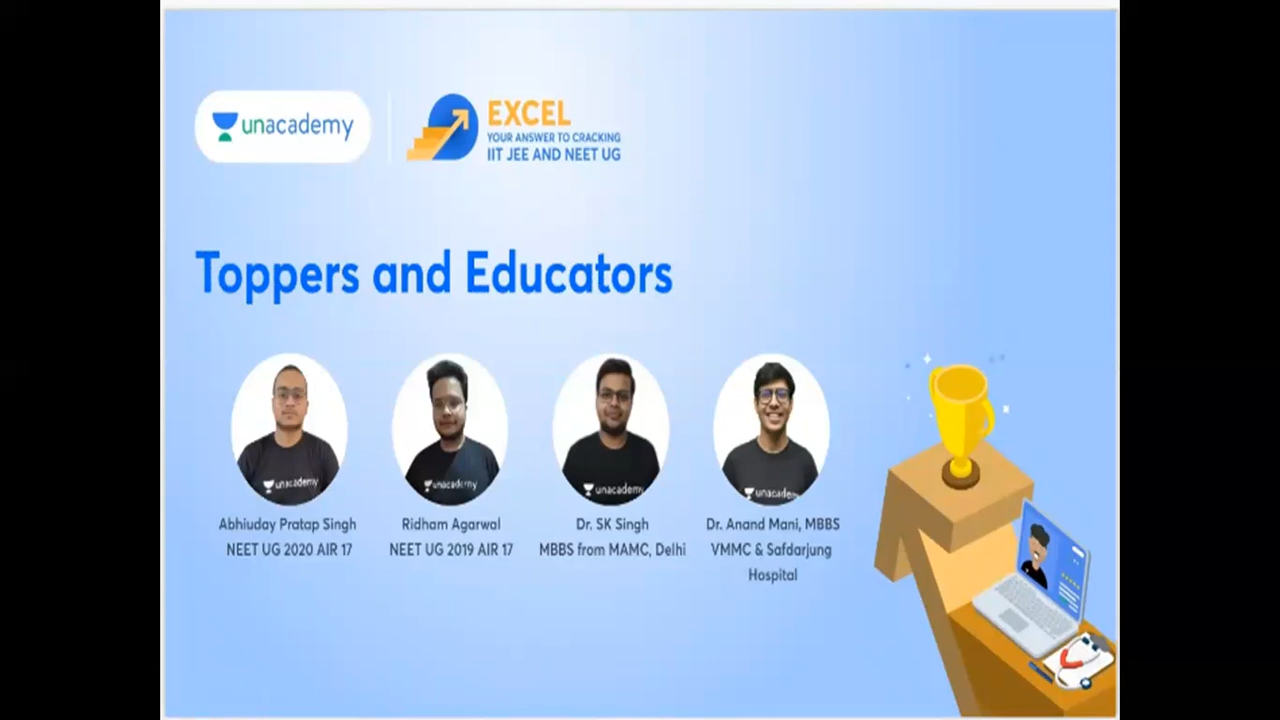 unacademy
EXCEL
YOUR ANSWER TO CRACKING
IIT JEE AND NEET UG
Toppers and Educators
unacademy
unacademy
unacademy
unacademy
Abhiuday Pratap Singh
NEET UG 2020 AIR 17
Ridham Agarwal
NEET UG 2019 AIR 17
Dr. SK Singh
MBBS from MAMC, Delhi
Dr. Anand Mani, MBBS
VMMC & Safdarjung
Hospital